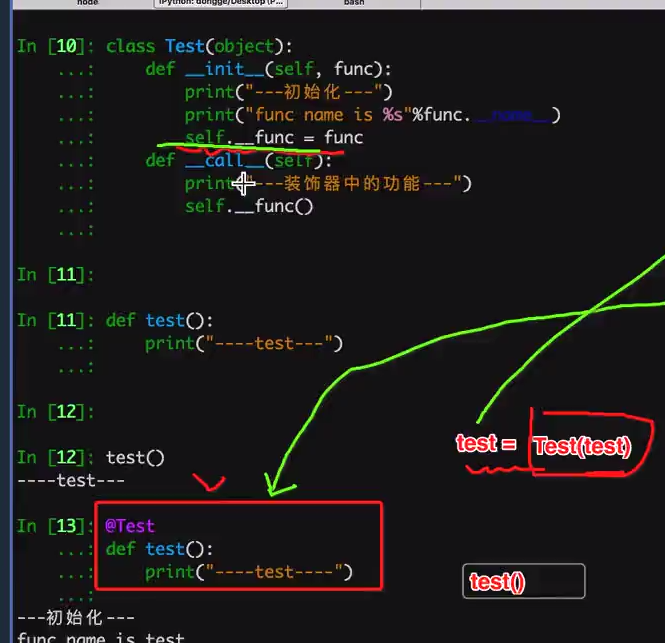 node
IPython: dongge/Desktop (P...
bash
In [10]: class Test(object):
...: def __init__(self, func):
...: print("---初始化---")
...: print("func name is %s"%func.__name__)
...: self.__func = func
...: def __call__(self):
...: print("---装饰器中的功能---")
...: self.__func()
...:
In [11]:
In [11]: def test():
...: print("----test---")
...:
In [12]:
test = Test(test)
In [12]: test()
----test---
In [13]: @Test
...: def test():
...: print("----test----")
...:
test()
---初始化---
func name is test